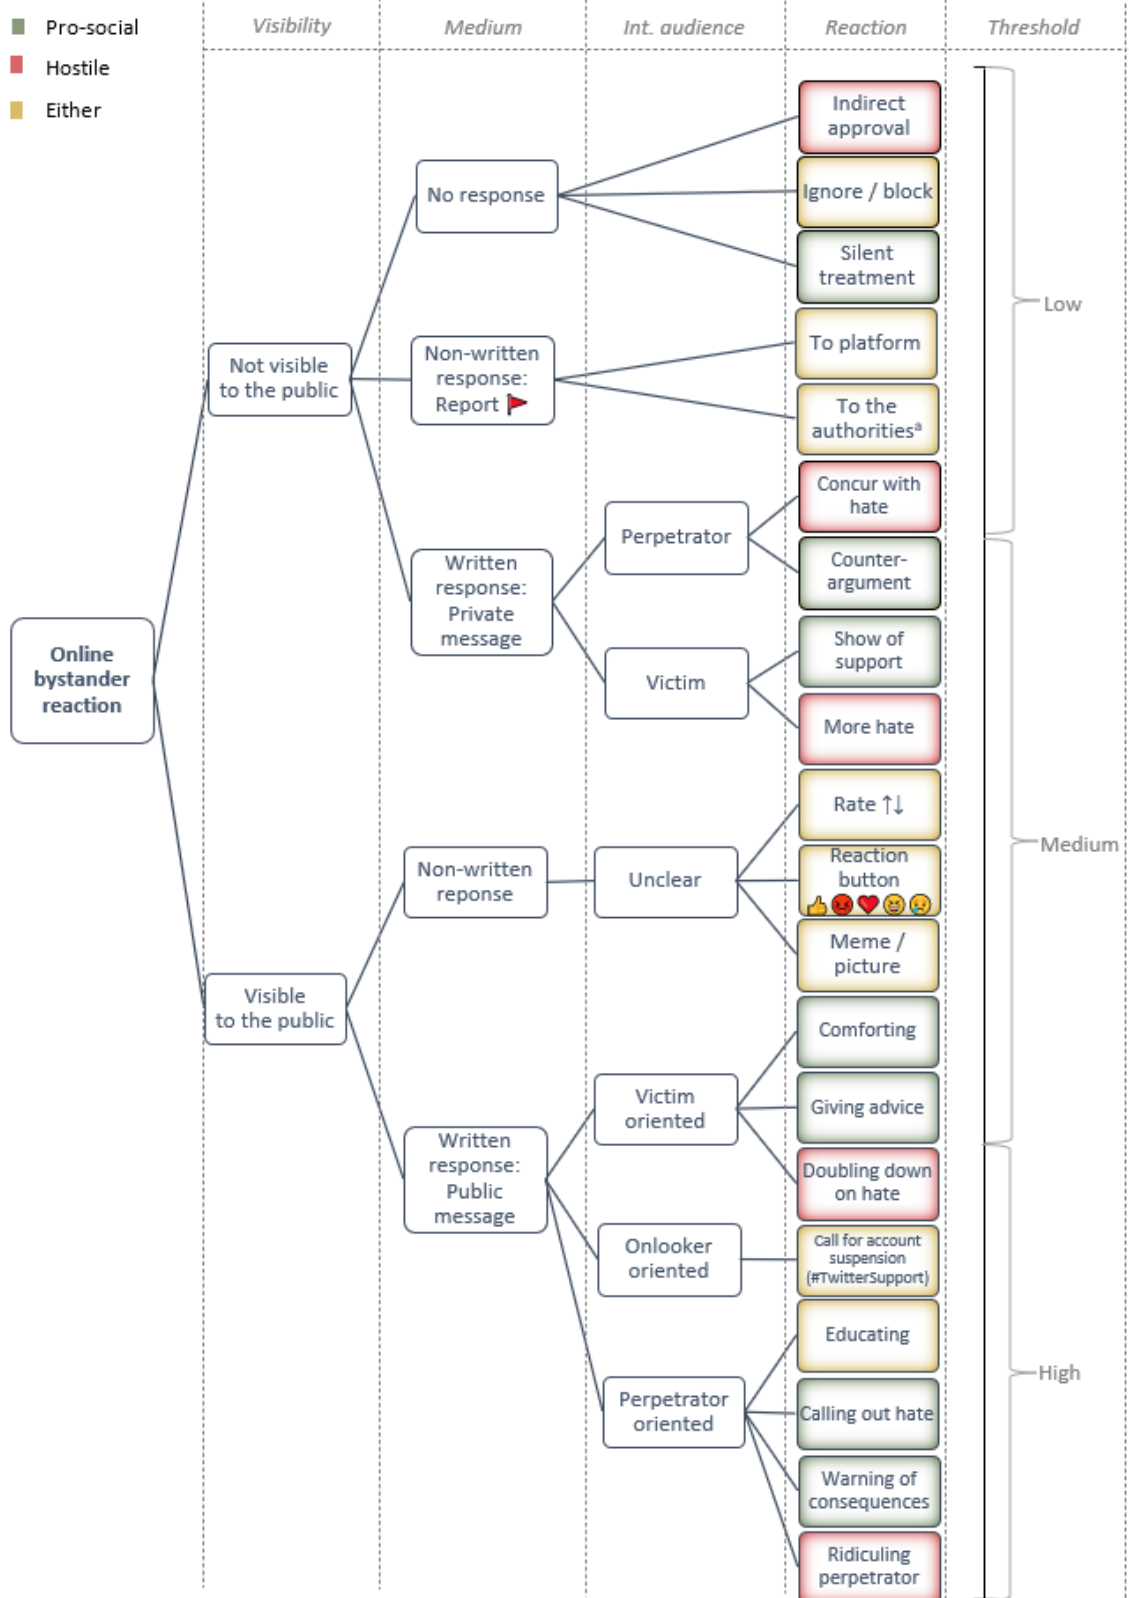 Pro-social
Hostile
Either
Visibility
Medium
Int. audience
Reaction
Threshold
Online
bystander
reaction
Not visible
to the public
Visible
to the public
No response
Non-written
response:
Report
Written
response:
Private
message
Non-written
reponse
Written
response:
Public
message
Perpetrator
Victim
Unclear
Victim
oriented
Onlooker
oriented
Perpetrator
oriented
Indirect
approval
Ignore / block
Silent
treatment
To platform
To the
authoritiesª
Concur with
hate
Counter-
argument
Show of
support
More hate
Rate ↑↓
Reaction
button
Meme /
picture
Comforting
Giving advice
Doubling down
on hate
Call for account
suspension
(#TwitterSupport)
Educating
Calling out hate
Warning of
consequences
Ridiculing
perpetrator
Low
Medium
High